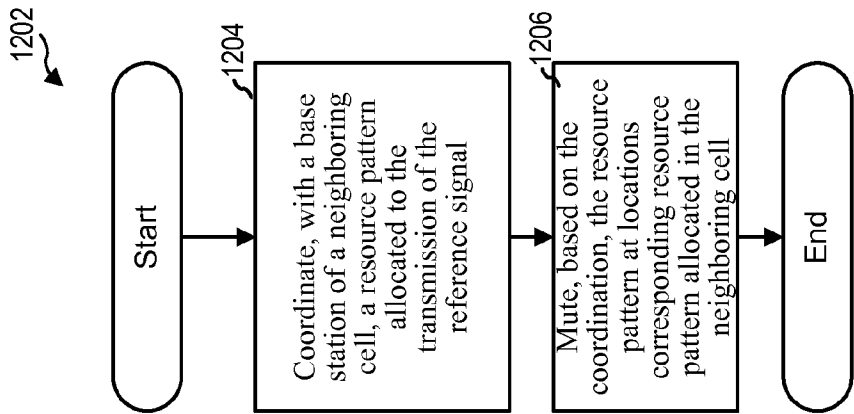 1202
Start
1204
Coordinate, with a base
station of a neighboring
cell, a resource pattern
allocated to the
transmission of the
reference signal
1206
Mute, based on the
coordination, the resource
pattern at locations
corresponding resource
pattern allocated in the
neighboring cell
End